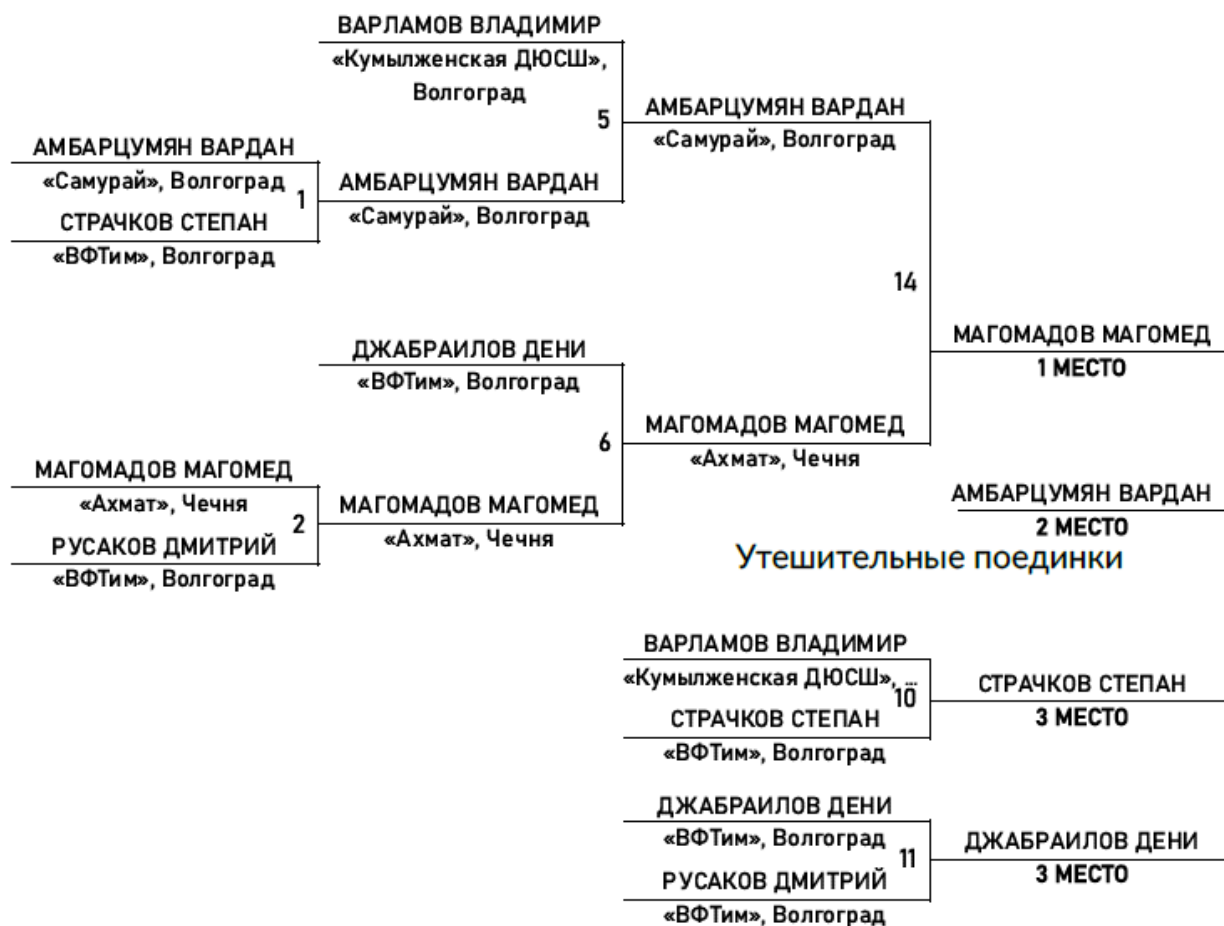 ВАРЛАМОВ ВЛАДИМИР
«Кумылженская ДЮСШ»,
Волгоград
5
АМБАРЦУМЯН ВАРДАН
«Самурай», Волгоград
АМБАРЦУМЯН ВАРДАН
«Самурай», Волгоград
1
АМБАРЦУМЯН ВАРДАН
«Самурай», Волгоград
СТРАЧКОВ СТЕПАН
«ВФТим», Волгоград
14
МАГОМАДОВ МАГОМЕД
1 МЕСТО
ДЖАБРАИЛОВ ДЕНИ
«ВФТим», Волгоград
6
МАГОМАДОВ МАГОМЕД
«Ахмат», Чечня
МАГОМАДОВ МАГОМЕД
«Ахмат», Чечня
2
МАГОМАДОВ МАГОМЕД
«Ахмат», Чечня
РУСАКОВ ДМИТРИЙ
«ВФТим», Волгоград
АМБАРЦУМЯН ВАРДАН
2 МЕСТО
Утешительные поединки
ВАРЛАМОВ ВЛАДИМИР
«Кумылженская ДЮСШ», ...
10
СТРАЧКОВ СТЕПАН
3 МЕСТО
СТРАЧКОВ СТЕПАН
«ВФТим», Волгоград
ДЖАБРАИЛОВ ДЕНИ
«ВФТим», Волгоград
11
ДЖАБРАИЛОВ ДЕНИ
3 МЕСТО
РУСАКОВ ДМИТРИЙ
«ВФТим», Волгоград